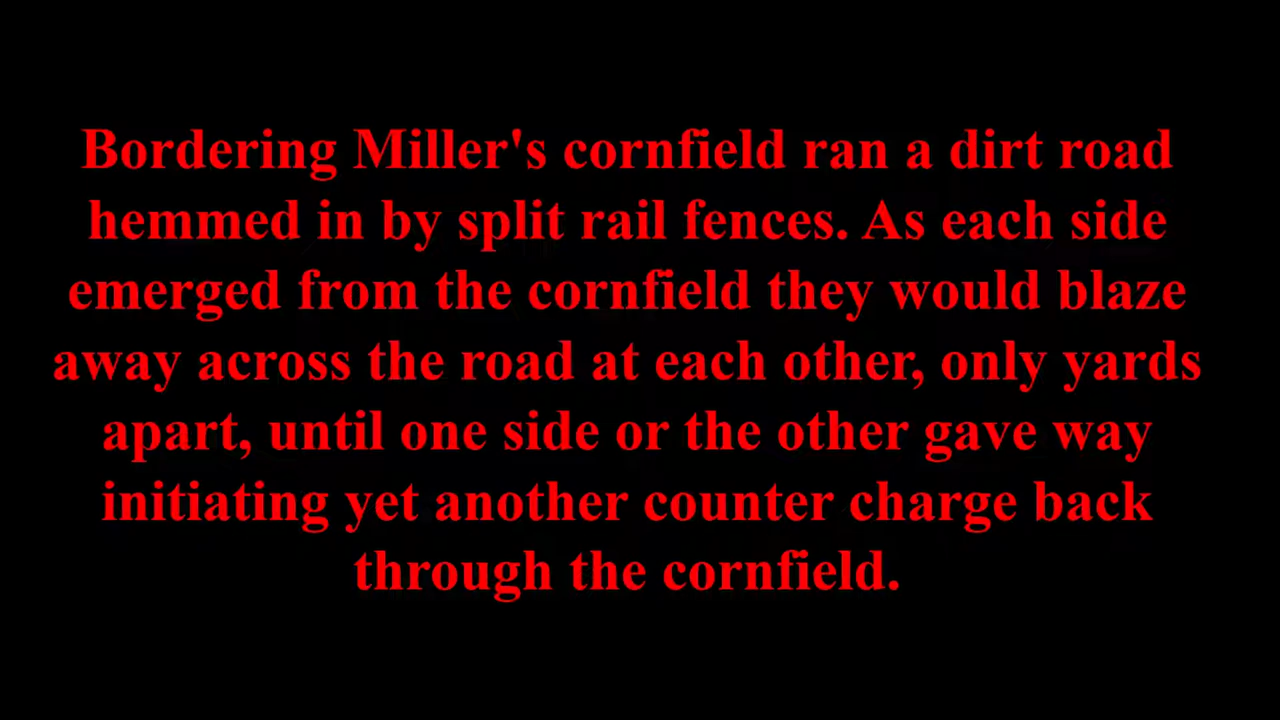 Bordering Miller's cornfield ran a dirt road
hemmed in by split rail fences. As each side
emerged from the cornfield they would blaze
away across the road at each other, only yards
apart, until one side or the other gave way
initiating yet another counter charge back
through the cornfield.